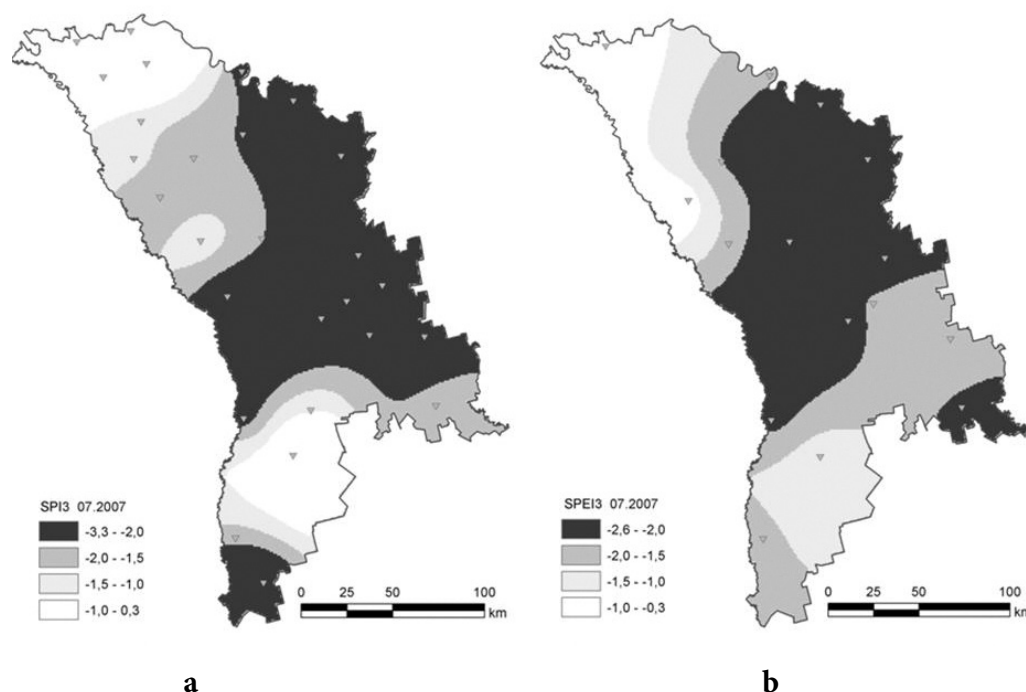 SPI3 07.2007
-3,3 - -2,0
-2,0 - -1,5
-1,5 - -1,0
-1,0 - 0,3
0 25 50 100
km
SPEI3 07.2007
-2,6 - -2,0
-2,0 - -1,5
-1,5 - -1,0
-1,0 - -0,3
0 25 50 100
km
a
b